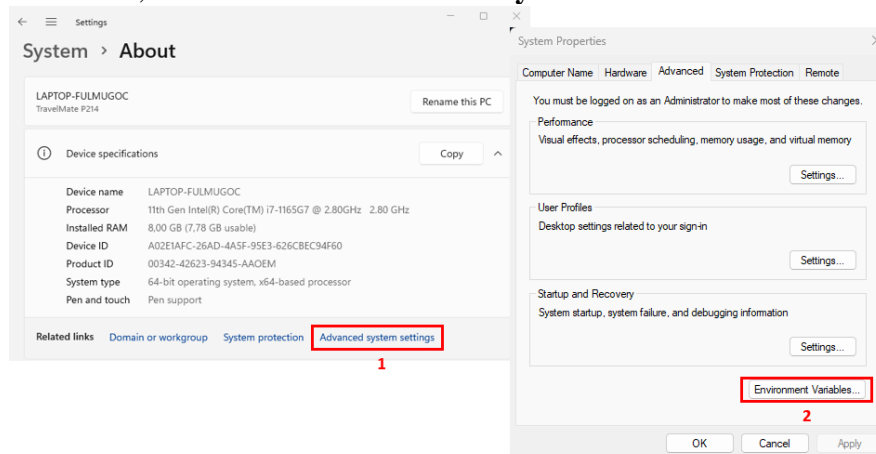 Settings
System > About
LAPTOP-FULMUGOC
TravelMate P214
Rename this PC
Device specifications
Copy
Device name LAPTOP-FULMUGOC
Processor 11th Gen Intel(R) Core(TM) i7-1165G7 @ 2.80GHz 2.80 GHz
Installed RAM 8,00 GB (7,78 GB usable)
Device ID A02E1AFC-26AD-4A5F-95E3-626CBEC94F60
Product ID 00342-42623-94345-AAOEM
System type 64-bit operating system, x64-based processor
Pen and touch Pen support
Related links Domain or workgroup System protection Advanced system settings
1
System Properties
Computer Name Hardware Advanced System Protection Remote
You must be logged on as an Administrator to make most of these changes.
Performance
Visual effects, processor scheduling, memory usage, and virtual memory
Settings...
User Profiles
Desktop settings related to your sign-in
Settings...
Startup and Recovery
System startup, system failure, and debugging information
Settings...
Environment Variables...
2
OK Cancel Apply